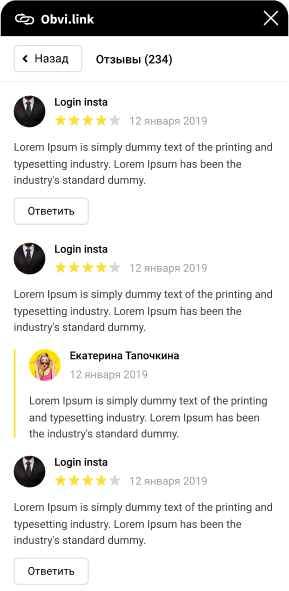 Obvi.link
Назад
Отзывы (234)
Login insta
12 января 2019
Lorem Ipsum is simply dummy text of the printing and
typesetting industry. Lorem Ipsum has been the
industry's standard dummy.
Ответить
Login insta
12 января 2019
Lorem Ipsum is simply dummy text of the printing and
typesetting industry. Lorem Ipsum has been the
industry's standard dummy.
Екатерина Тапочкина
12 января 2019
Lorem Ipsum is simply dummy text of the printing
and typesetting industry. Lorem Ipsum has been
the industry's standard dummy.
Login insta
12 января 2019
Lorem Ipsum is simply dummy text of the printing and
typesetting industry. Lorem Ipsum has been the
industry's standard dummy.
Ответить